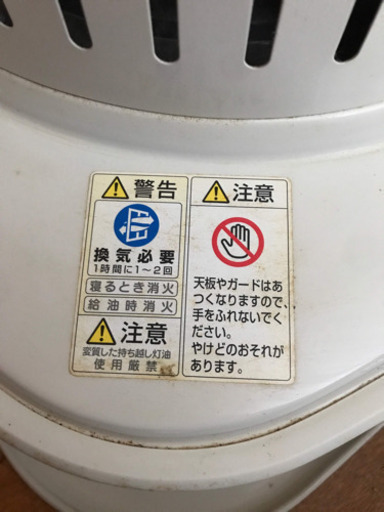 警告
換気必要
1時間に1~2回
寝るとき消火
給油時消火
注意
変質した持ち越し灯油
使用厳禁
注意
天板やガードはあ
つくなりますので、
手をふれないでく
ださい。
やけどのおそれが
あります。